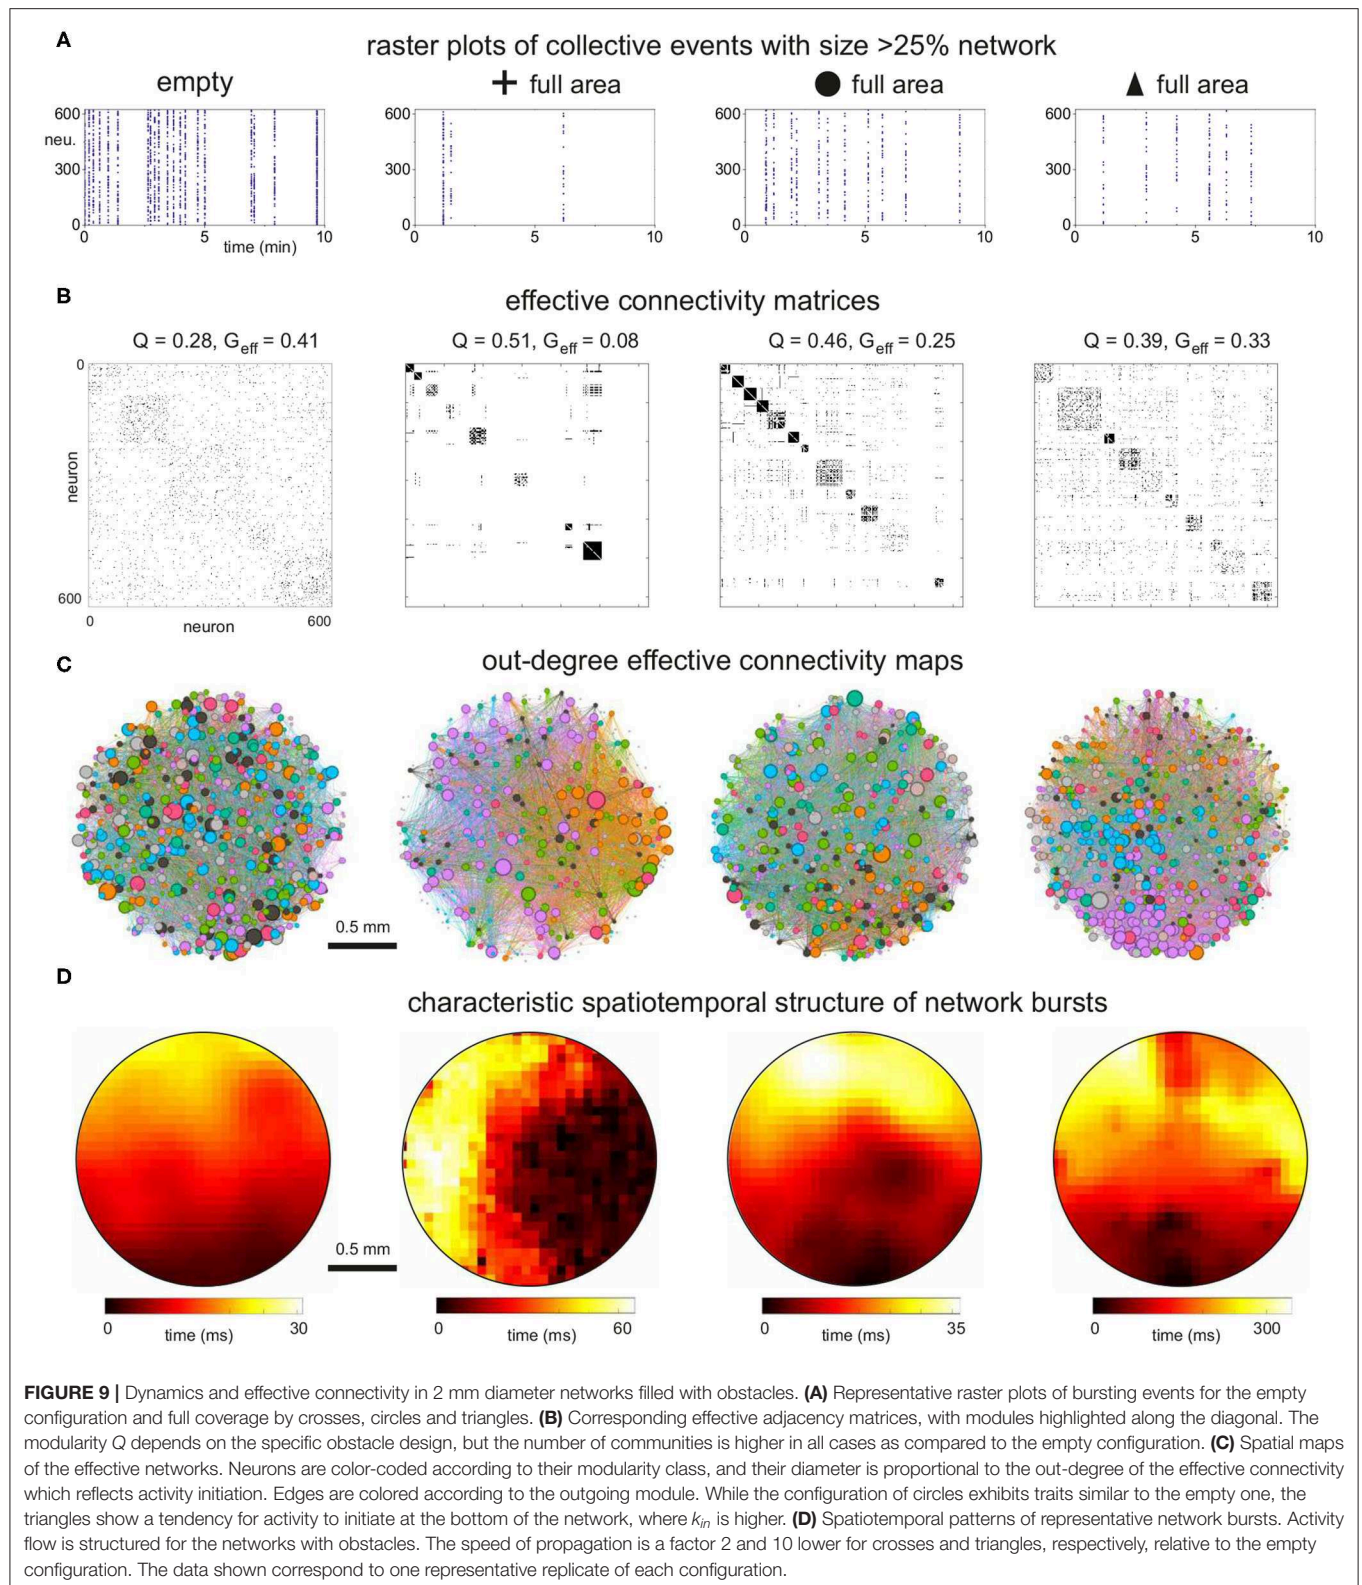 A
raster plots of collective events with size >25% network
empty
full area
full area
full area
600
neu.
300
0
0
5
10
time (min)
600
300
0
0
5
10
600
300
0
0
5
10
600
300
0
0
5
10
B
effective connectivity matrices
Q = 0.28, Geff = 0.41
Q = 0.51, Geff = 0.08
Q = 0.46, Geff = 0.25
Q = 0.39, Geff = 0.33
0
neuron
600
0
600
neuron
C
out-degree effective connectivity maps
0.5 mm
D
characteristic spatiotemporal structure of network bursts
0.5 mm
0
30
time (ms)
0
60
time (ms)
0
35
time (ms)
0
300
time (ms)
FIGURE 9 | Dynamics and effective connectivity in 2 mm diameter networks filled with obstacles. (A) Representative raster plots of bursting events for the empty
configuration and full coverage by crosses, circles and triangles. (B) Corresponding effective adjacency matrices, with modules highlighted along the diagonal. The
modularity Q depends on the specific obstacle design, but the number of communities is higher in all cases as compared to the empty configuration. (C) Spatial maps
of the effective networks. Neurons are color-coded according to their modularity class, and their diameter is proportional to the out-degree of the effective connectivity
which reflects activity initiation. Edges are colored according to the outgoing module. While the configuration of circles exhibits traits similar to the empty one, the
triangles show a tendency for activity to initiate at the bottom of the network, where kin is higher. (D) Spatiotemporal patterns of representative network bursts. Activity
flow is structured for the networks with obstacles. The speed of propagation is a factor 2 and 10 lower for crosses and triangles, respectively, relative to the empty
configuration. The data shown correspond to one representative replicate of each configuration.